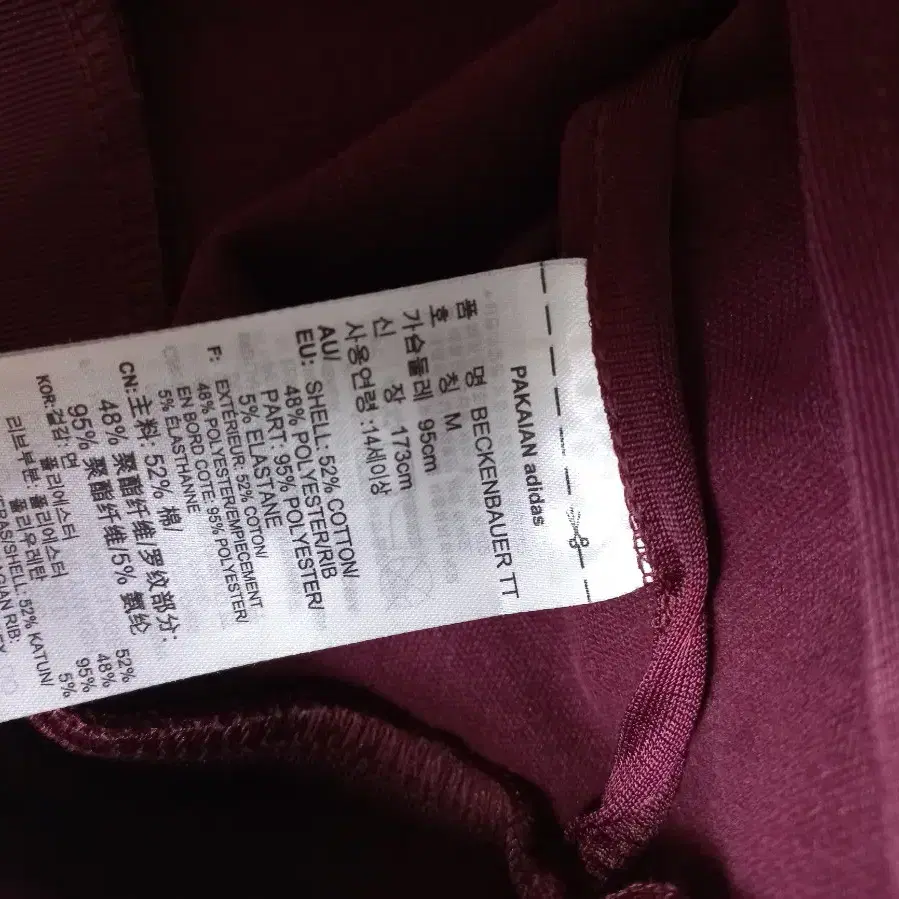 PAKAIAN adidas
품 명 BECKENBAUER TT
호 칭 M
가슴둘레 95cm
신 장 173cm
사용연령 :14세이상
AU/
EU: SHELL: 52% COTTON/
48% POLYESTER/RIB
PART: 95% POLYESTER/
5% ELASTANE
F: EXTERIEUR: 52% COTON/
48% POLYESTER/EMPIECEMENT
EN BORD COTE: 95% POLYESTER/
5% ELASTHANNE
CN: 主料 52% 棉/
48% 聚酯纤维/罗纹部分:
95% 聚酯纤维/5% 氨纶
KOR:겉감 면 52%
폴리에스터 48%
리브부분 폴리에스터 95%
폴리우레탄 5%
SHELL: 52% KATUN/
RIB: